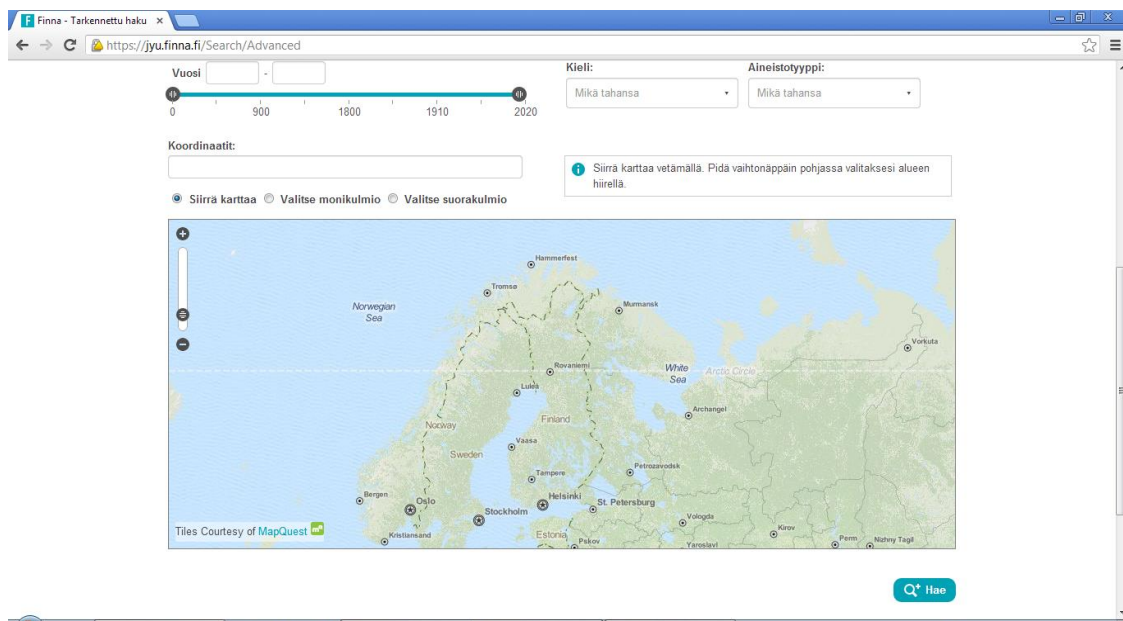 Finna - Tarkennettu haku
https://jyu.finna.fi/Search/Advanced
Vuosi -
0 900 1800 1910 2020
Kieli:
Mikä tahansa
Aineistotyyppi:
Mikä tahansa
Koordinaatit:
Siirrä karttaa vetämällä. Pidä vaihtonäppäin pohjassa valitaksesi alueen
hiirellä.
Siirrä karttaa Valitse monikulmio Valitse suorakulmio
Hammerfest
Tromsø
Norwegian
Sea
Murmansk
Vorkuta
Rovaniemi
White
Sea
Arctic Circle
Luleå
Archangel
Norway
Finland
Vaasa
Sweden
Tampere
Petrozavodsk
Bergen
Oslo
Helsinki
Stockholm
St. Petersburg
Vologda
Kirov
Tiles Courtesy of MapQuest
Kristiansand
Estonia
Pskov
Yaroslavl
Perm
Nizhny Tagil
Hae